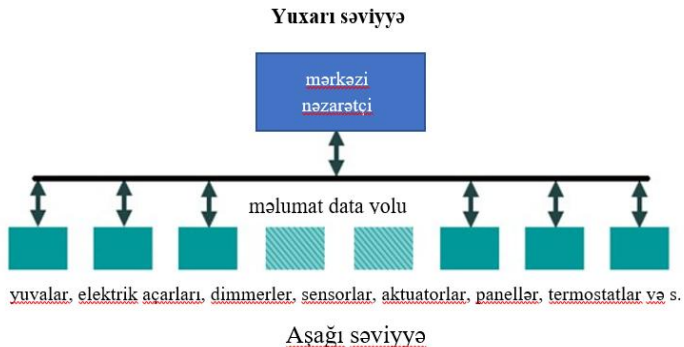 Yuxarı səviyyə
mərkəzi
nəzarətçi
məlumat data yolu
yuvalar, elektrik açarları, dimmerler, sensorlar, aktuatorlar, panellər, termostatlar və s.
Aşağı səviyyə